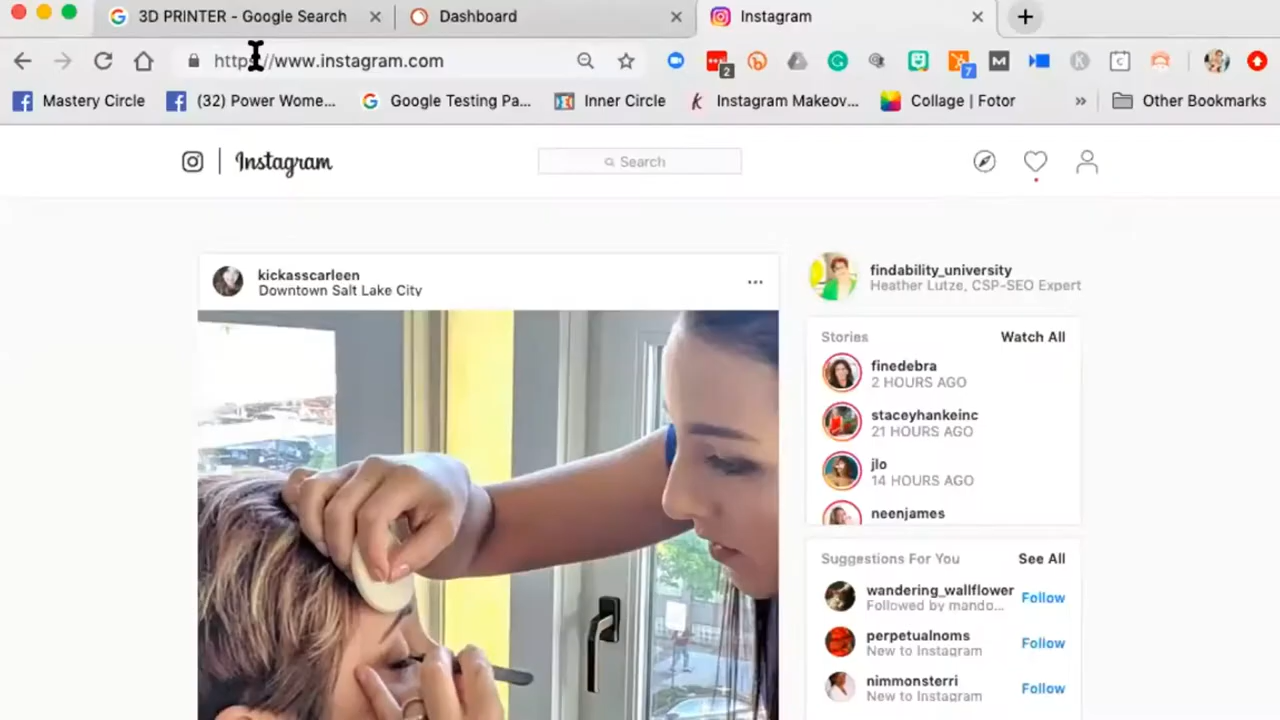 3D PRINTER - Google Search
Dashboard
Instagram
https://www.instagram.com
2
7
M
K
C
Mastery Circle
(32) Power Wome...
Google Testing Pa...
Inner Circle
Instagram Makeov...
Collage | Fotor
»
Other Bookmarks
Instagram
Search
kickasscarleen
Downtown Salt Lake City
findability_university
Heather Lutze, CSP-SEO Expert
Stories Watch All
finedebra
2 HOURS AGO
staceyhankeinc
21 HOURS AGO
jlo
14 HOURS AGO
neenjames
Suggestions For You See All
wandering_wallflower
Followed by mando...
Follow
perpetualnoms
New to Instagram
Follow
nimmonsterri
New to Instagram
Follow